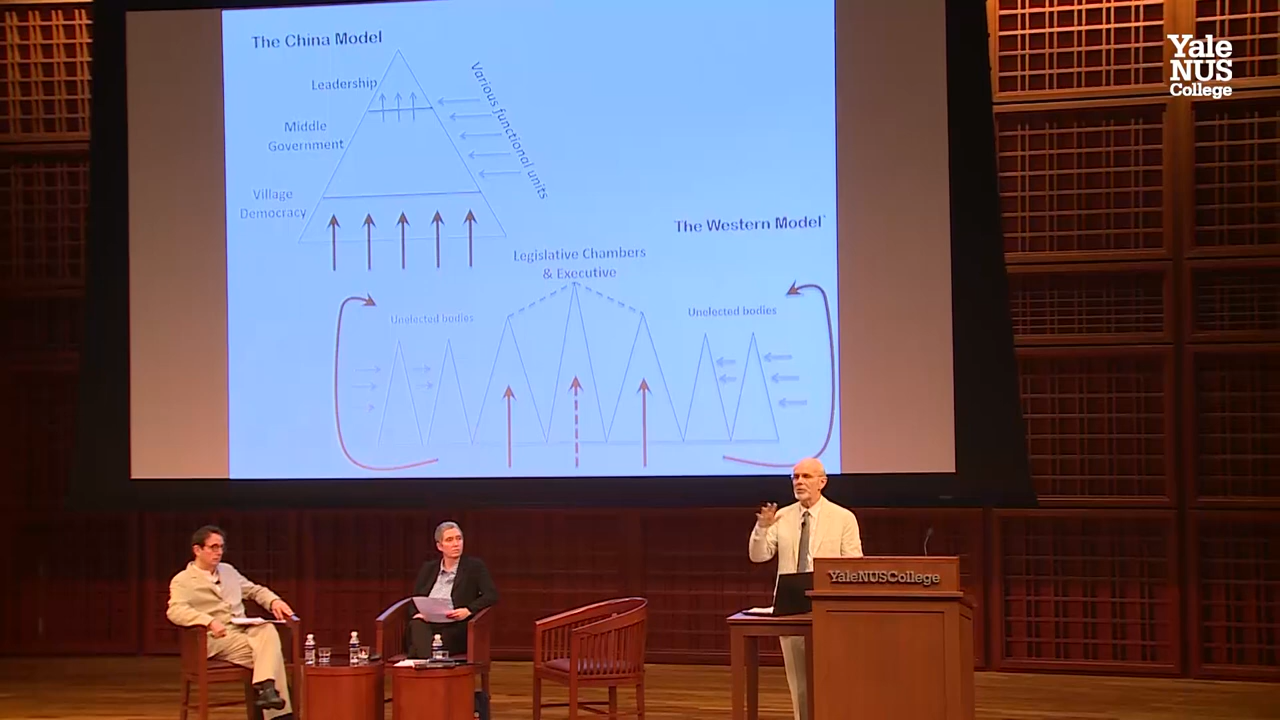 The China Model
Leadership
Middle
Government
Village
Democracy
Various functional units
The Western Model
Legislative Chambers
& Executive
Unelected bodies
Unelected bodies
Yale
NUS
College
YaleNUSCollege